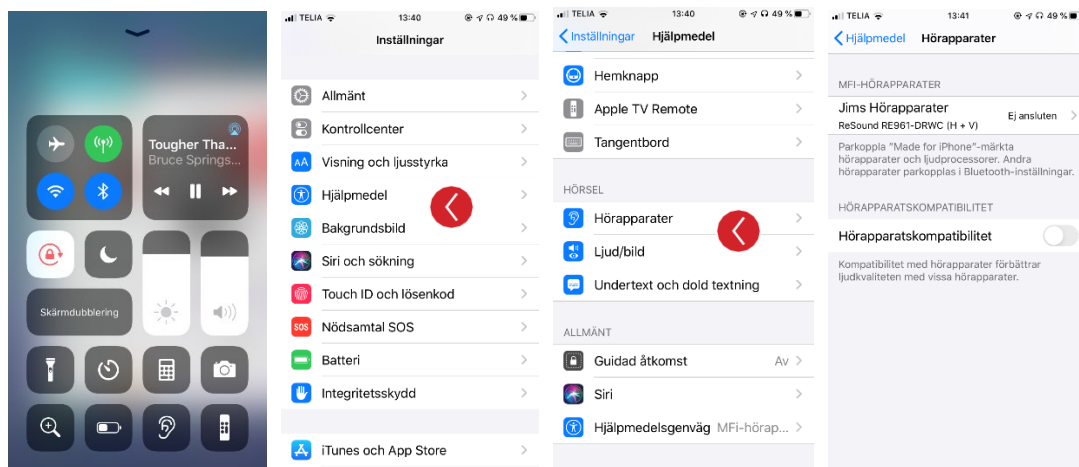 Tougher Tha...
Bruce Springs...
Skärmdubblering
TELIA 13:40 49 %
Inställningar
Allmänt
Kontrollcenter
AA Visning och ljusstyrka
Hjälpmedel
Bakgrundsbild
Siri och sökning
Touch ID och lösenkod
SOS Nödsamtal SOS
Batteri
Integritetsskydd
iTunes och App Store
TELIA 13:40 49 %
Inställningar Hjälpmedel
Hemknapp
Apple TV Remote
Tangentbord
HÖRSEL
Hörapparater
Ljud/bild
Undertext och dold textning
ALLMÄNT
Guidad åtkomst Av
Siri
Hjälpmedelsgenväg MFi-hörap...
TELIA 13:41 49 %
Hjälpmedel Hörapparater
MFI-HÖRAPPARATER
Jims Hörapparater Ej ansluten
ReSound RE961-DRWC (H + V)
Parkoppla "Made for iPhone"-märkta
hörapparater och ljudprocessorer. Andra
hörapparater parkopplas i Bluetooth-inställningar.
HÖRAPPARATSKOMPATIBILITET
Hörapparatskompatibilitet
Kompatibilitet med hörapparater förbättrar
ljudkvaliteten med vissa hörapparater.